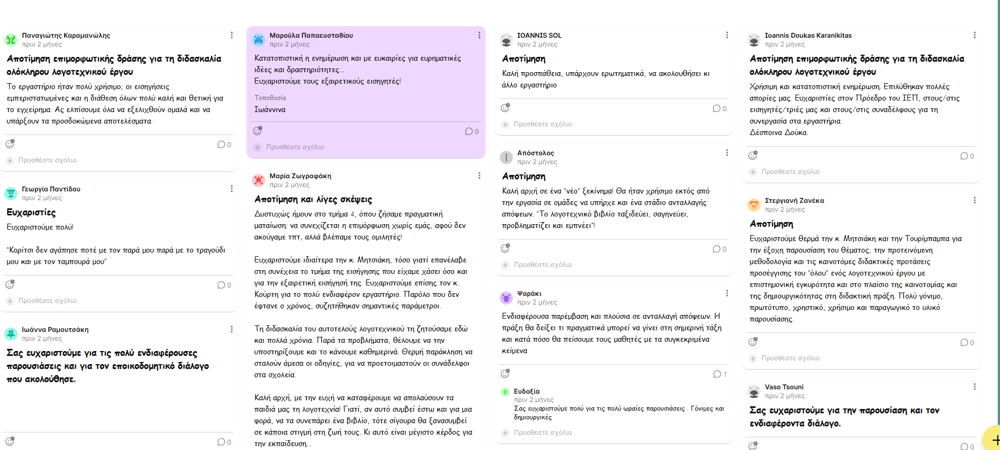 Παναγιώτης Καραμανώλης
πριν 2 μήνες
Αποτίμηση επιμορφωτικής δράσης για τη διδασκαλία
ολόκληρου λογοτεχνικού έργου
Το εργαστήριο ήταν πολύ χρήσιμο, οι εισηγήσεις
εμπεριστατωμένες και η διάθεση όλων πολύ καλή και θετική για
το εγχείρημα. Ας ελπίσουμε όλα να εξελιχθούν ομαλά και να
υπάρξουν τα προσδοκώμενα αποτελέσματα.
0
Προσθέστε σχόλιο
Γεωργία Παντίδου
πριν 2 μήνες
Ευχαριστίες
Ευχαριστούμε πολύ!
"Κορίτσι δεν αγάπησε ποτέ με τον παρά μου παρά με το τραγούδι
μου και με τον ταμπουρά μου"
0
Προσθέστε σχόλιο
Ιωάννα Ραμουτσάκη
πριν 2 μήνες
Σας ευχαριστούμε για τις πολύ ενδιαφέρουσες
παρουσιάσεις και για τον εποικοδομητικό διάλογο
που ακολούθησε.
0
Μαρούλα Παπαευσταθίου
πριν 2 μήνες
Κατατοπιστική η ενημέρωση και με ευκαιρίες για ευρηματικές
ιδέες και δραστηριότητες...
Ευχαριστούμε τους εξαιρετικούς εισηγητές!
Τοποθεσία
Ιωάννινα
0
Προσθέστε σχόλιο
Μαρία Ζωγραφάκη
πριν 2 μήνες
Αποτίμηση και λίγες σκέψεις
Δυστυχώς ήμουν στο τμήμα 4, όπου ζήσαμε πραγματική
ματαίωση: να συνεχίζεται η επιμόρφωση χωρίς εμάς, αφού δεν
ακούγαμε τπτ, αλλά βλέπαμε τους ομιλητές!
Ευχαριστούμε ιδιαίτερα την κ. Μητσιάκη, τόσο γιατί επανέλαβε
στη συνέχεια το τμήμα της εισήγησης που είχαμε χάσει όσο και
για την εξαιρετική εισήγησή της. Ευχαριστούμε επίσης τον κ.
Κούρτη για το πολύ ενδιαφέρον εργαστήριο. Παρόλο που δεν
έφτανε ο χρόνος, συζητήθηκαν σημαντικές παράμετροι.
Τη διδασκαλία του αυτοτελούς λογοτεχνικού τη ζητούσαμε εδώ
και πολλά χρόνια. Παρά τα προβλήματα, θέλουμε να την
υποστηρίξουμε και το κάνουμε καθημερινά. Θερμή παράκληση να
σταλούν άμεσα οι οδηγίες, για να προετοιμαστούν οι συνάδελφοι
στα σχολεία.
Καλή αρχή, με την ευχή να καταφέρουμε να απολαύσουν τα
παιδιά μας τη λογοτεχνία! Γιατί, αν αυτό συμβεί έστω και για μια
φορά, να τα συνεπάρει ένα βιβλίο, τότε σίγουρα θα ξανασυμβεί
σε κάποια στιγμή στη ζωή τους. Κι αυτό είναι μέγιστο κέρδος για
την εκπαίδευση...
IOANNIS SOL
πριν 2 μήνες
Αποτίμηση
Καλή προσπάθεια, υπάρχουν ερωτηματικά, να ακολουθήσει κι
άλλο εργαστήριο
0
Προσθέστε σχόλιο
Απόστολος
πριν 2 μήνες
Αποτίμηση
Καλή αρχή σε ένα "νέο" ξεκίνημα! Θα ήταν χρήσιμο εκτός από
την εργασία σε ομάδες να υπήρχε και ένα στάδιο ανταλλαγής
απόψεων. "Το λογοτεχνικό βιβλίο ταξιδεύει, σαγηνεύει,
προβληματίζει και εμπνέει"!
0
Προσθέστε σχόλιο
Ψαράκι
πριν 2 μήνες
Ενδιαφέρουσα παρέμβαση και πλούσια σε ανταλλαγή απόψεων. Η
πράξη θα δείξει τι πραγματικά μπορεί να γίνει στη σημερινή τάξη
και κατά πόσο θα πείσουμε τους μαθητές με τα συγκεκριμένα
κείμενα
1
Ευδοξία
πριν 2 μήνες
Σας ευχαριστούμε πολύ για τις πολύ ωραίες παρουσιάσεις . Γόνιμες και
δημιουργικές
Προσθέστε σχόλιο
Ioannis Doukas Karanikitas
πριν 2 μήνες
Αποτίμηση επιμορφωτικής δράσης για τη διδασκαλία
ολόκληρου λογοτεχνικού έργου
Χρήσιμη και κατατοπιστική ενημέρωση. Επιλύθηκαν πολλές
απορίες μας. Ευχαριστίες στον Πρόεδρο του ΙΕΠ, στους/στις
εισηγητές/τριές μας και στους/στις συναδέλφους για τη
συνεργασία στα εργαστήρια.
Δέσποινα Δούκα.
0
Προσθέστε σχόλιο
Στεργιανή Ζανέκα
πριν 2 μήνες
Αποτίμηση
Ευχαριστούμε θερμά την κ. Μητσιάκη και την Τουρίμπαμπα για
την έξοχη παρουσίαση του θέματος, την προτεινόμενη
μεθοδολογία και τις καινοτόμες διδακτικές προτάσεις
προσέγγισης του "όλου" ενός λογοτεχνικού έργου με
επιστημονική εγκυρότητα και στο πλαίσιο της καινοτομίας και
της δημιουργικότητας στη διδακτική πράξη. Πολύ γόνιμο,
πρωτότυπο, χρηστικό, χρήσιμο και παραγωγικό το υλικό
παρουσίασης.
0
Προσθέστε σχόλιο
Vaso Tsouni
πριν 2 μήνες
Σας ευχαριστούμε για την παρουσίαση και τον
ενδιαφέροντα διάλογο.
0